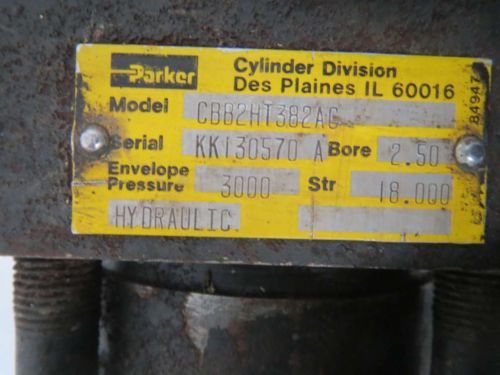 Parker
Cylinder Division
Des Plaines IL 60016
Model CBB2HT382AC
Serial KK130570 A Bore 2.50
Envelope
Pressure 3000 Str 18.000
HYDRAULIC
84947